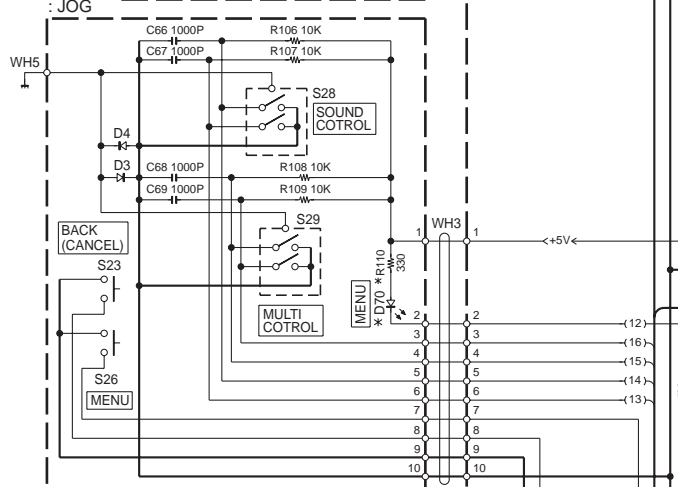 : JOG
C66 1000P
R106 10K
C67 1000P
R107 10K
WH5
S28
SOUND
COTROL
D4
D3
C68 1000P
R108 10K
C69 1000P
R109 10K
S29
WH3
BACK
(CANCEL)
1
1
+5V
S23
MENU
* D70
* R110
330
MULTI
COTROL
2
2
(12)
3
3
(16)
4
4
(15)
S26
5
5
(14)
MENU
6
6
(13)
7
7
8
8
9
9
10
10